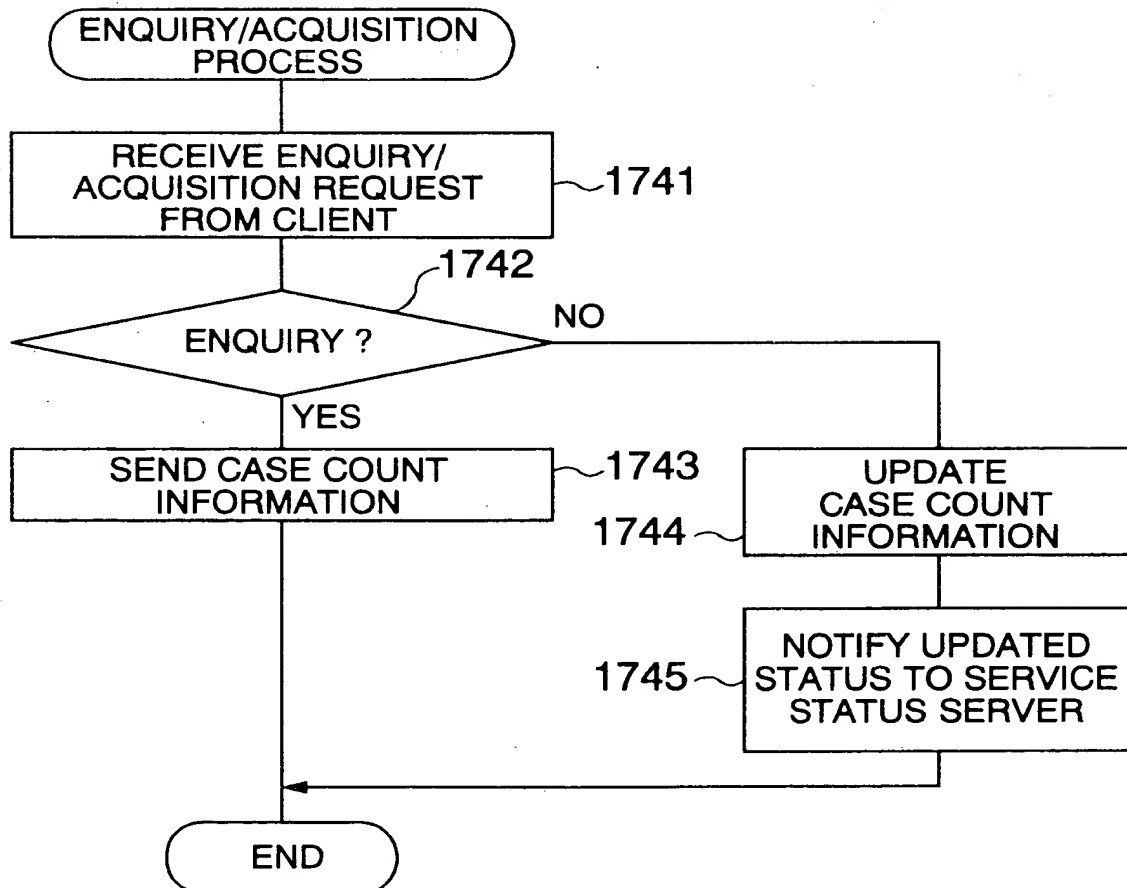 ENQUIRY/ACQUISITION
PROCESS
RECEIVE ENQUIRY/
ACQUISITION REQUEST
FROM CLIENT
1741
1742
ENQUIRY ?
NO
YES
SEND CASE COUNT
INFORMATION
1743
UPDATE
CASE COUNT
INFORMATION
1744
NOTIFY UPDATED
STATUS TO SERVICE
STATUS SERVER
1745
END